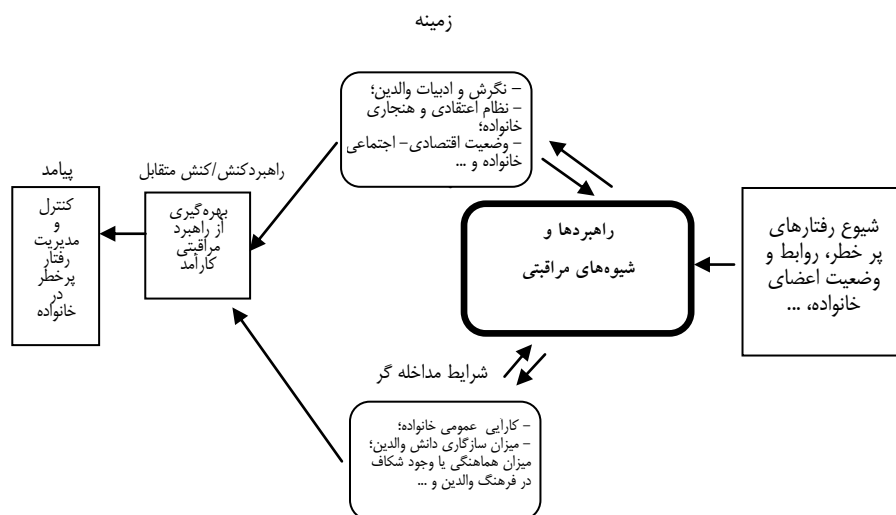 زمینه
– نگرش و ادبیات والدین؛
– نظام اعتقادی و هنجاری
خانواده؛
– وضعیت اقتصادی– اجتماعی
خانواده و ...
شیوع رفتارهای
پر خطر، روابط و
وضعیت اعضای
خانواده، ...
راهبردها و
شیوه‌های مراقبتی
راهبردکنش/کنش متقابل
بهره‌گیری
از راهبرد
مراقبتی
کارآمد
پیامد
کنترل
و
مدیریت
رفتار
پرخطر
در
خانواده
شرایط مداخله گر
– کارآیی عمومی خانواده؛
– میزان سازگاری دانش والدین؛
میزان هماهنگی یا وجود شکاف
در فرهنگ والدین و ...